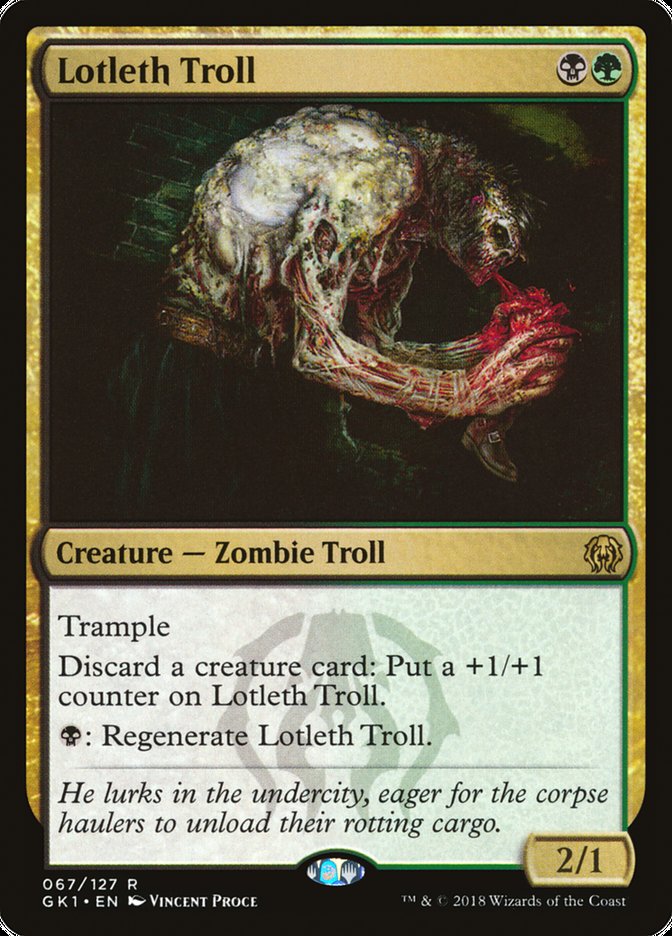 Lotleth Troll
Creature — Zombie Troll
Trample
Discard a creature card: Put a +1/+1
counter on Lotleth Troll.
: Regenerate Lotleth Troll.
He lurks in the undercity, eager for the corpse
haulers to unload their rotting cargo.
2/1
067/127 R
GK1 • EN Vincent Proce
™ & © 2018 Wizards of the Coast